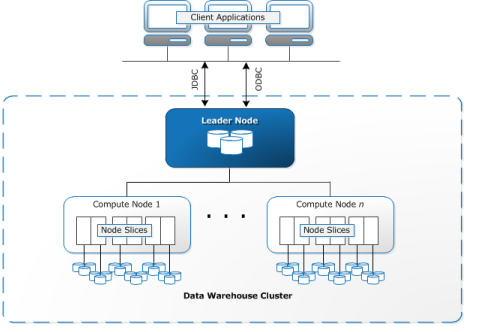 Client Applications
JDBC
ODBC
Leader Node
Compute Node 1
. . .
Compute Node n
Node Slices
Node Slices
Data Warehouse Cluster